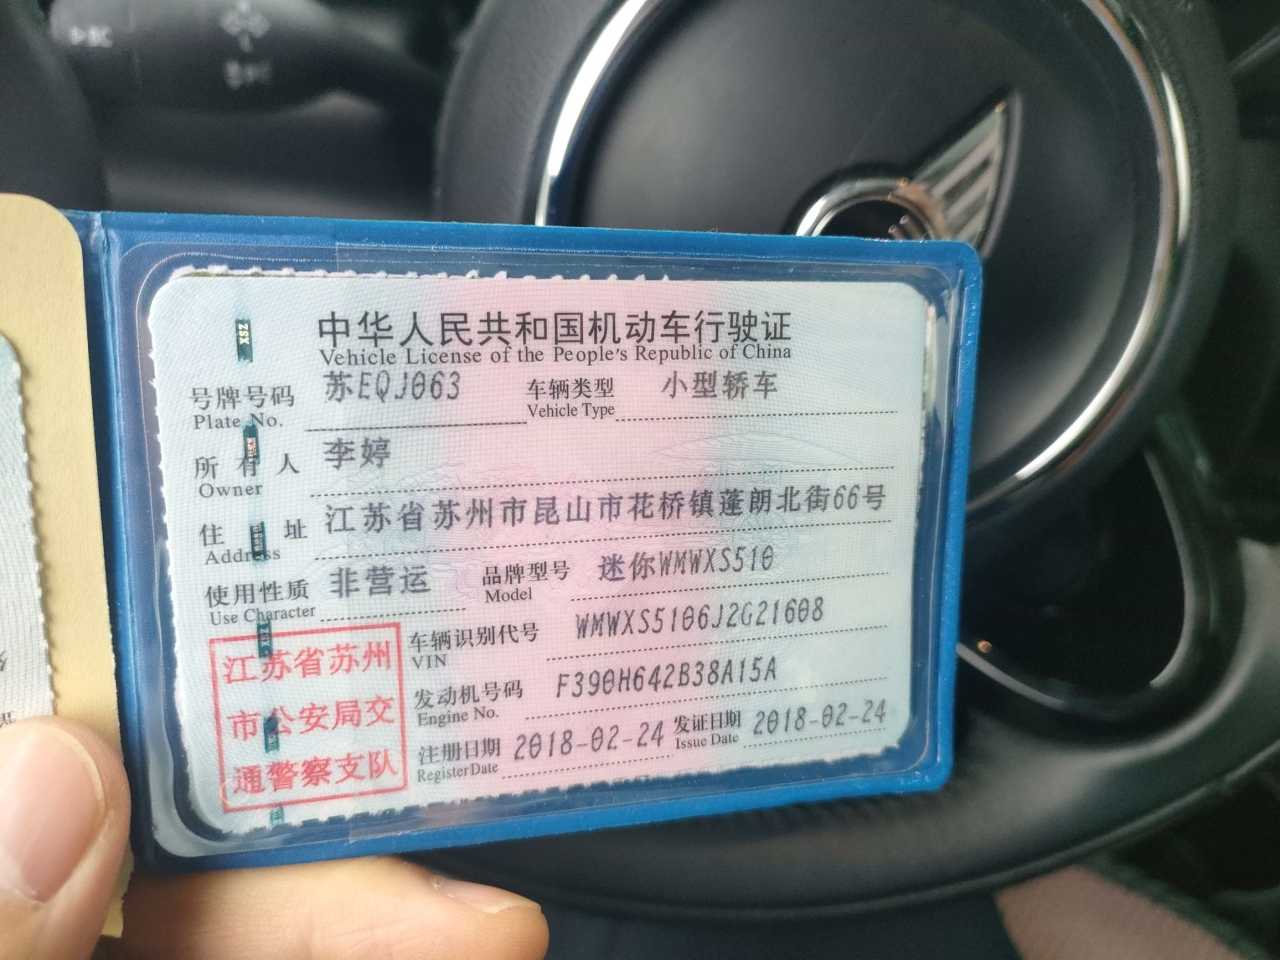 中华人民共和国机动车行驶证
Vehicle License of the People's Republic of China
号牌号码 苏EQJ063 车辆类型 小型轿车
Plate No. Vehicle Type
所有人 李婷
Owner
住址 江苏省苏州市昆山市花桥镇蓬朗北街66号
Address
使用性质 非营运 品牌型号 迷你WMWXS510
Use Character Model
车辆识别代号 WMWXS5106J2G21608
VIN
发动机号码 F390H642B38A15A
Engine No.
注册日期 2018-02-24 发证日期 2018-02-24
Register Date Issue Date
江苏省苏州
市公安局交
通警察支队
XSZ